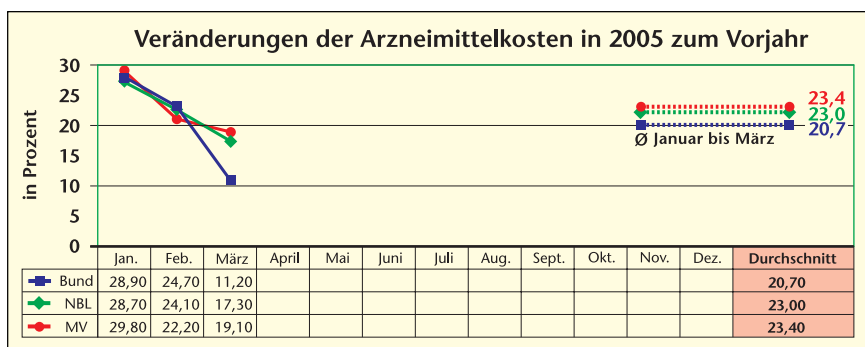 Veränderungen der Arzneimittelkosten in 2005 zum Vorjahr
in Prozent
30
25
20
15
10
5
0
23,4
23,0
20,7
Ø Januar bis März
Jan. Feb. März April Mai Juni Juli Aug. Sept. Okt. Nov. Dez. Durchschnitt
Bund 28,90 24,70 11,20 20,70
NBL 28,70 24,10 17,30 23,00
MV 29,80 22,20 19,10 23,40